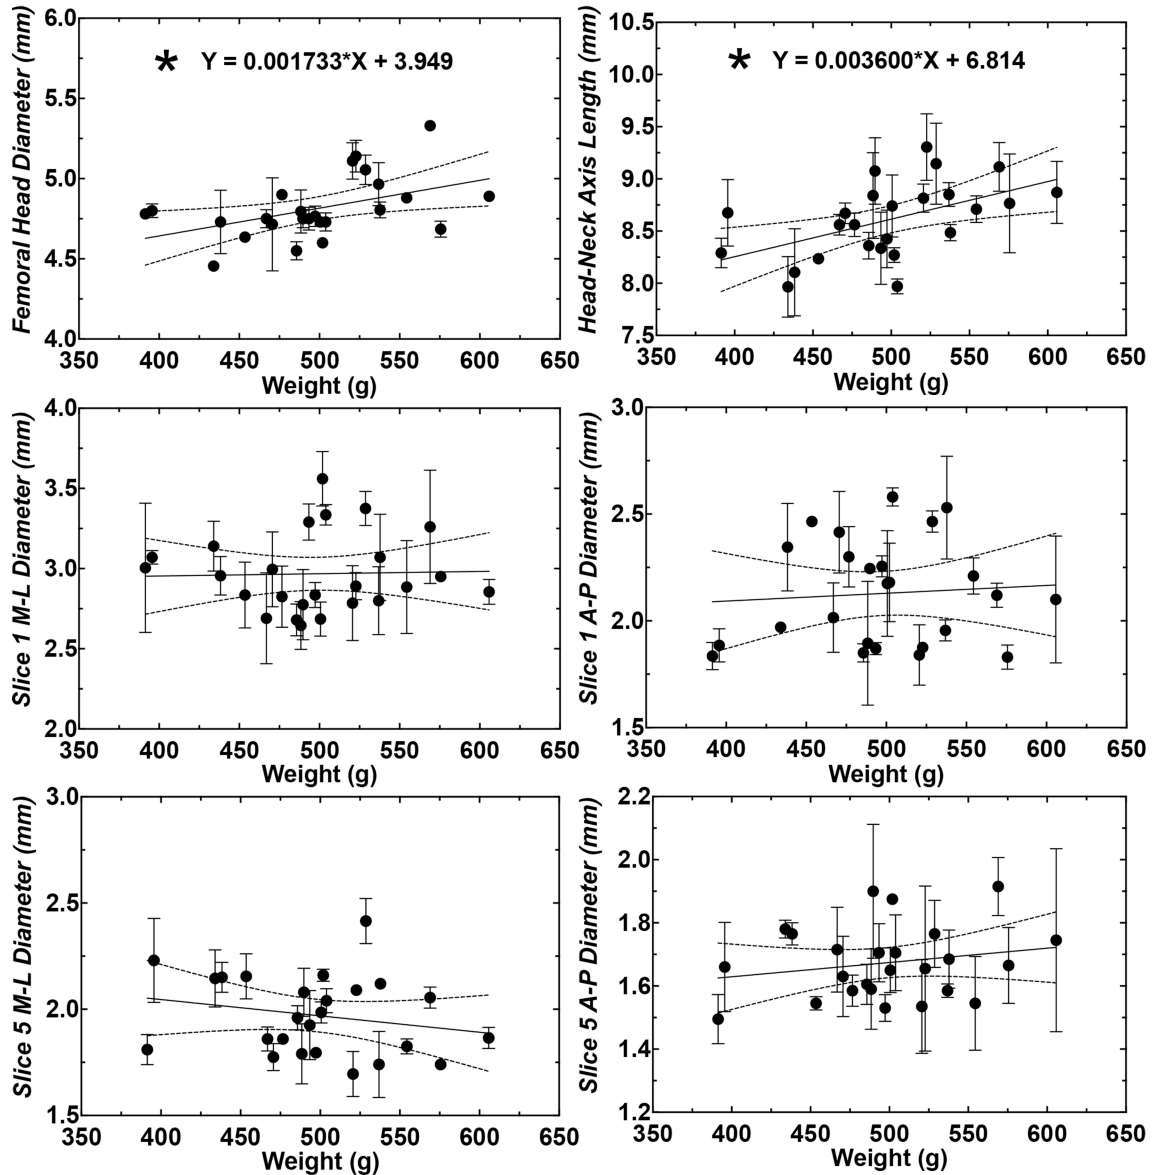 Femoral Head Diameter (mm)
6.0
5.5
5.0
4.5
4.0
* Y = 0.001733*X + 3.949
350 400 450 500 550 600 650
Weight (g)
Head-Neck Axis Length (mm)
10.5
10.0
9.5
9.0
8.5
8.0
7.5
* Y = 0.003600*X + 6.814
350 400 450 500 550 600 650
Weight (g)
Slice 1 M-L Diameter (mm)
4.0
3.5
3.0
2.5
2.0
350 400 450 500 550 600 650
Weight (g)
Slice 1 A-P Diameter (mm)
3.0
2.5
2.0
1.5
350 400 450 500 550 600 650
Weight (g)
Slice 5 M-L Diameter (mm)
3.0
2.5
2.0
1.5
350 400 450 500 550 600 650
Weight (g)
Slice 5 A-P Diameter (mm)
2.2
2.0
1.8
1.6
1.4
1.2
350 400 450 500 550 600 650
Weight (g)